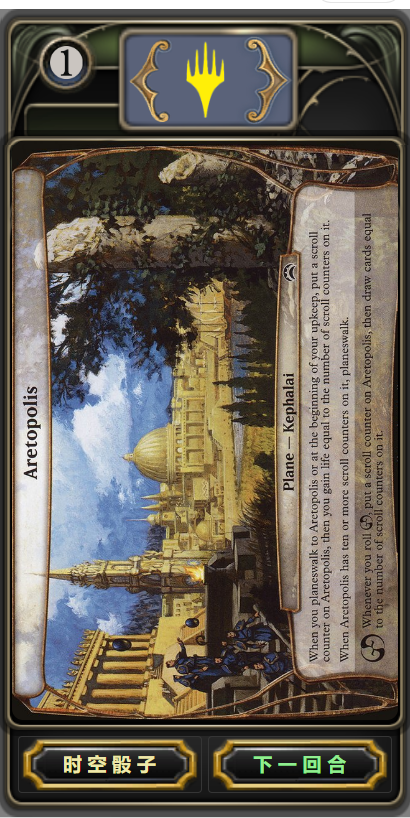 1
Aretopolis
Plane — Kephalai
When you planeswalk to Aretopolis or at the beginning of your upkeep, put a scroll
counter on Aretopolis, then you gain life equal to the number of scroll counters on it.
When Aretopolis has ten or more scroll counters on it, planeswalk.
Whenever you roll , put a scroll counter on Aretopolis, then draw cards equal
to the number of scroll counters on it.
时空骰子
下一回合